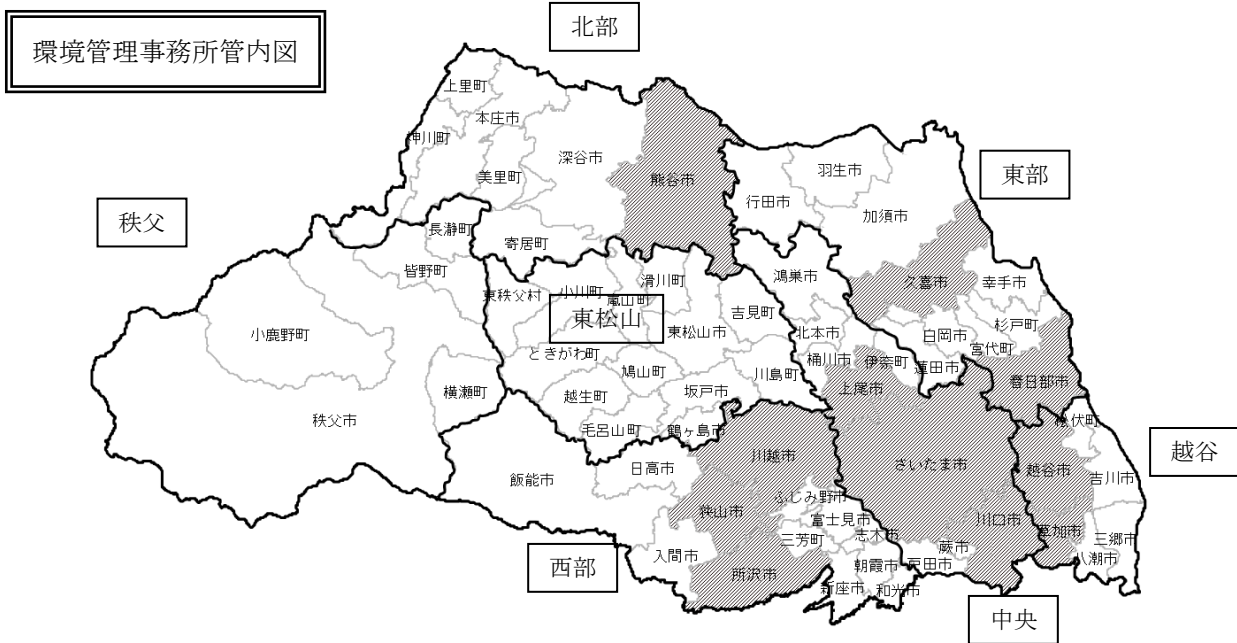 環境管理事務所管内図
北部
上里町
本庄市
神川町
美里町
深谷市
熊谷市
羽生市
行田市
加須市
東部
秩父
長瀞町
皆野町
寄居町
小鹿野町
横瀬町
秩父市
東秩父村
小川町
嵐山町
滑川町
東松山
東松山市
吉見町
ときがわ町
鳩山町
川島町
越生町
坂戸市
毛呂山町
鶴ヶ島市
鴻巣市
北本市
桶川市
伊奈町
上尾市
久喜市
幸手市
白岡市
杉戸町
宮代町
蓮田市
春日部市
松伏町
越谷
越谷市
吉川市
さいたま市
川口市
草加市
三郷市
八潮市
蕨市
戸田市
中央
飯能市
日高市
川越市
狭山市
ふじみ野市
富士見市
三芳町
志木市
入間市
所沢市
朝霞市
新座市
和光市
西部